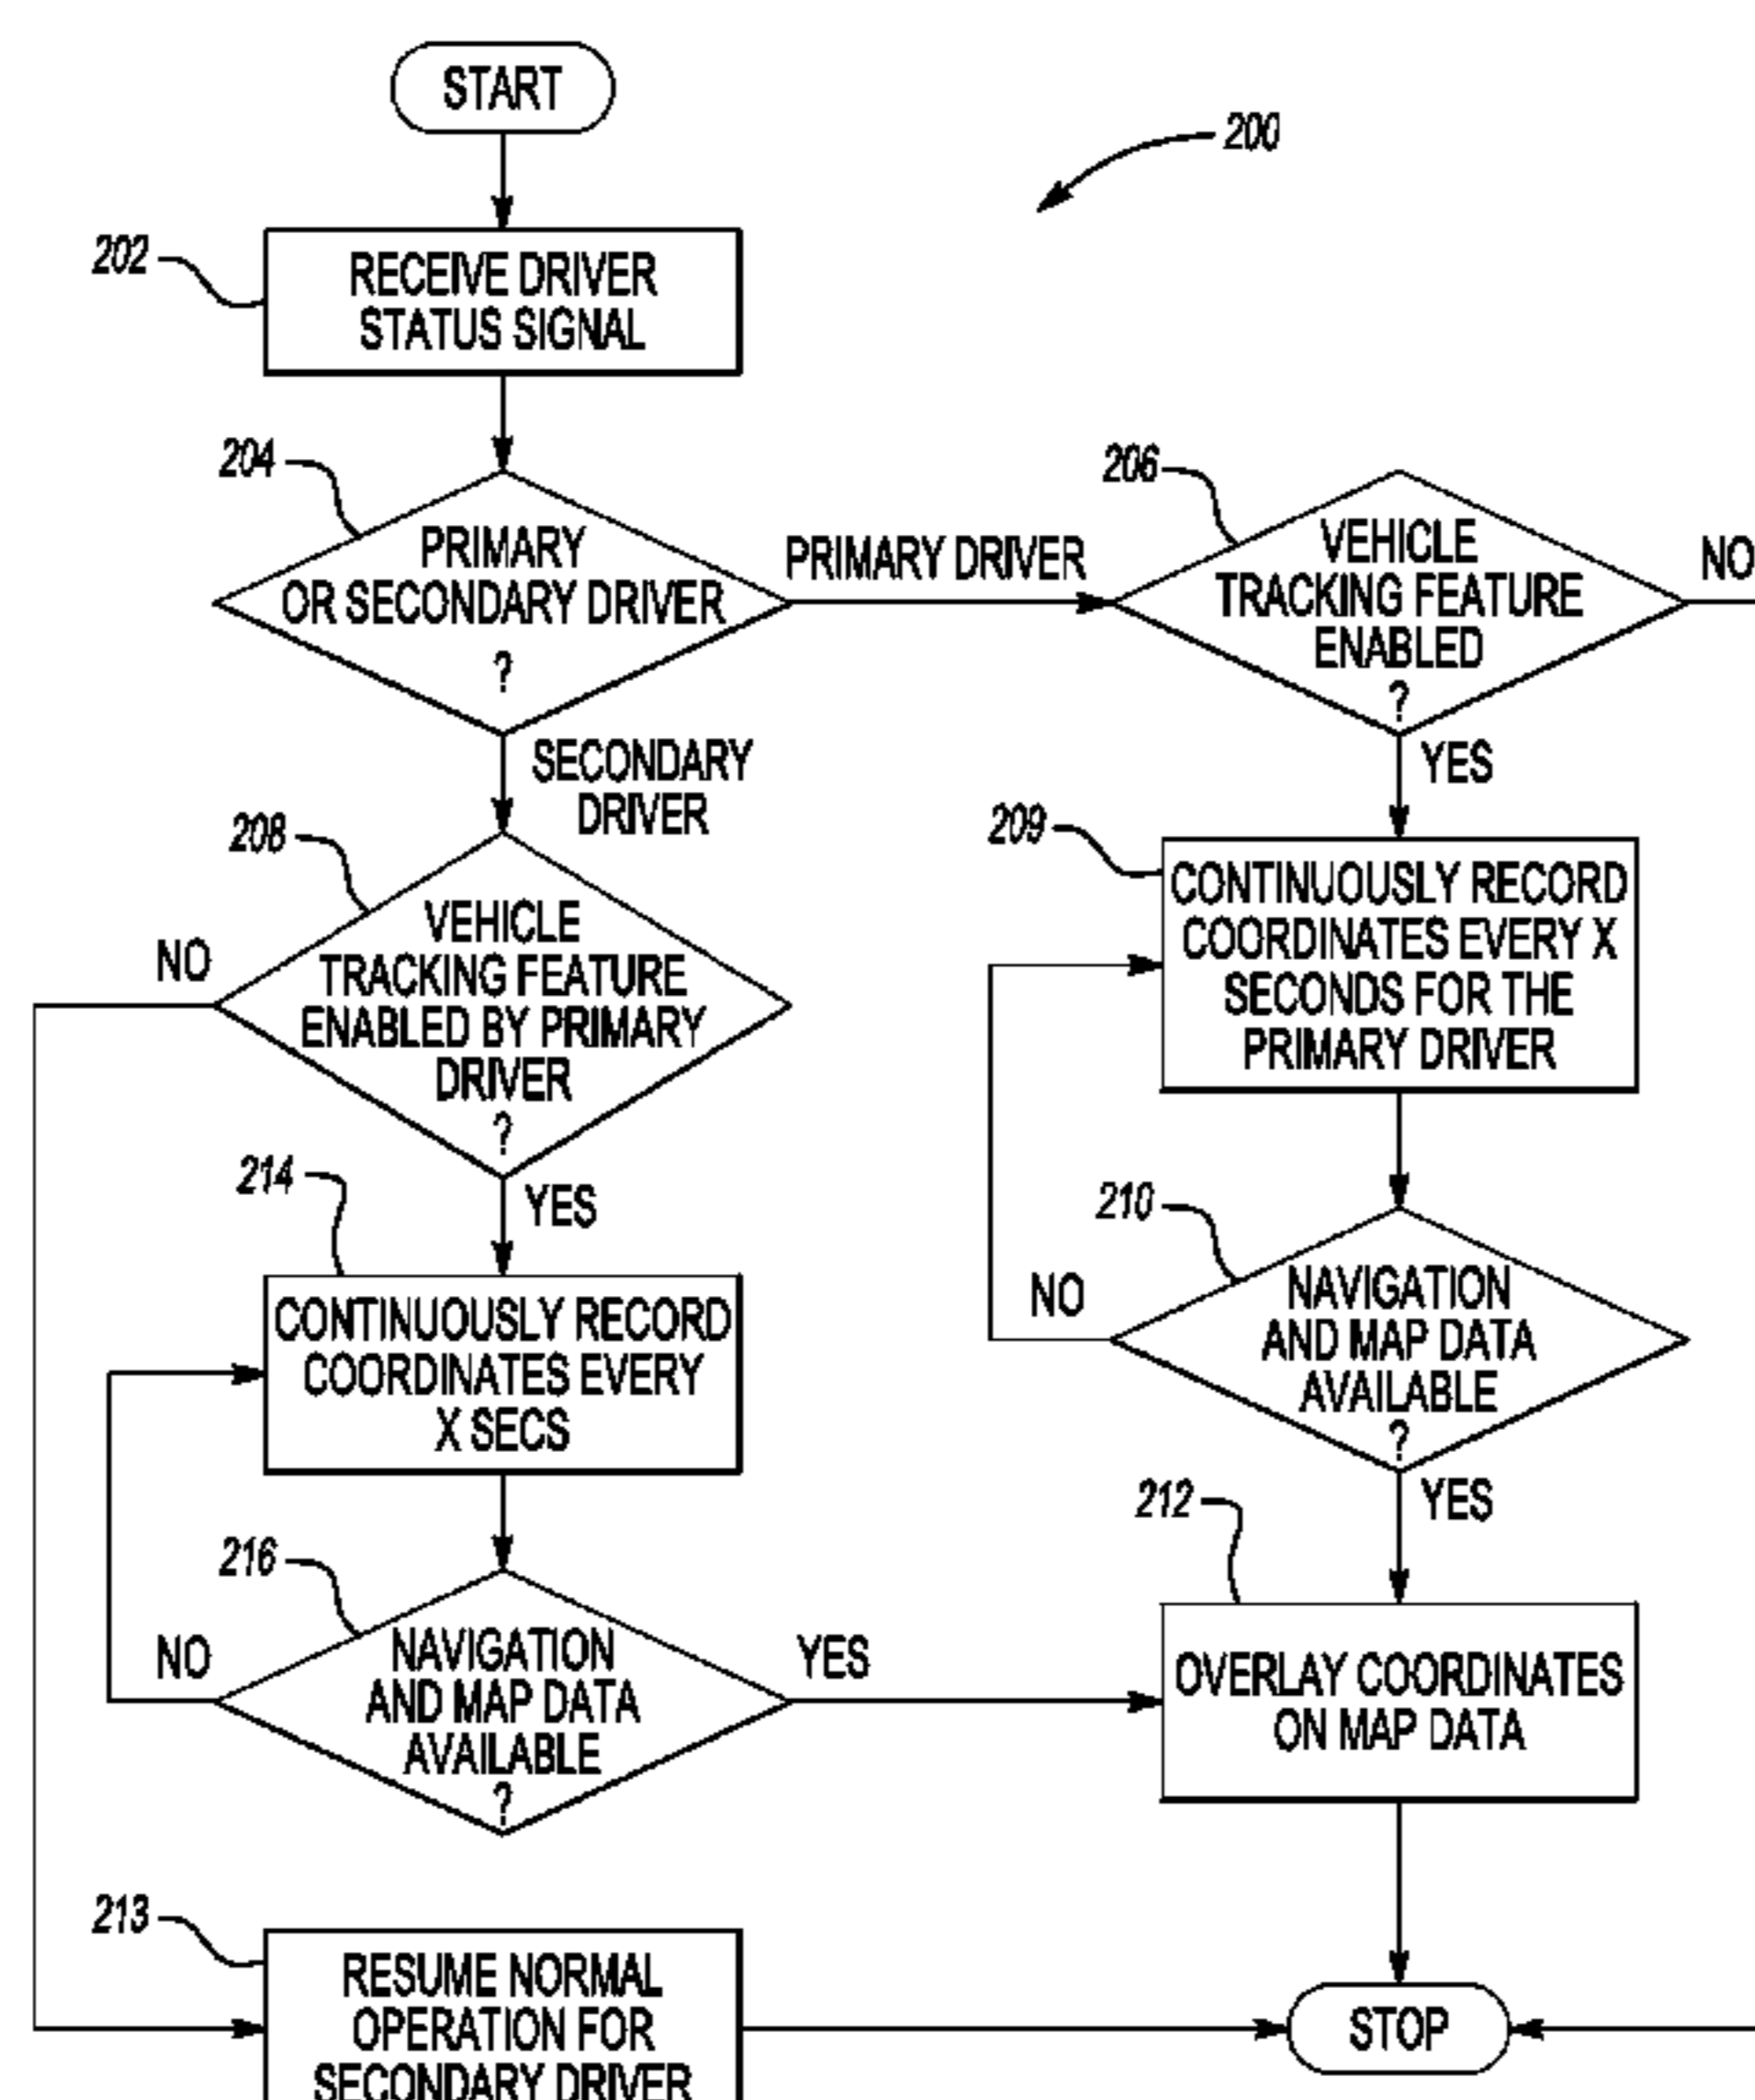 START
200
202
RECEIVE DRIVER
STATUS SIGNAL
204
PRIMARY
OR SECONDARY DRIVER
?
PRIMARY DRIVER
206
VEHICLE
TRACKING FEATURE
ENABLED
?
NO
SECONDARY
DRIVER
YES
208
VEHICLE
TRACKING FEATURE
ENABLED BY PRIMARY
DRIVER
?
NO
209
CONTINUOUSLY RECORD
COORDINATES EVERY X
SECONDS FOR THE
PRIMARY DRIVER
214
YES
CONTINUOUSLY RECORD
COORDINATES EVERY
X SECS
210
NAVIGATION
AND MAP DATA
AVAILABLE
?
NO
YES
216
NAVIGATION
AND MAP DATA
AVAILABLE
?
NO
YES
212
OVERLAY COORDINATES
ON MAP DATA
213
RESUME NORMAL
OPERATION FOR
SECONDARY DRIVER
STOP